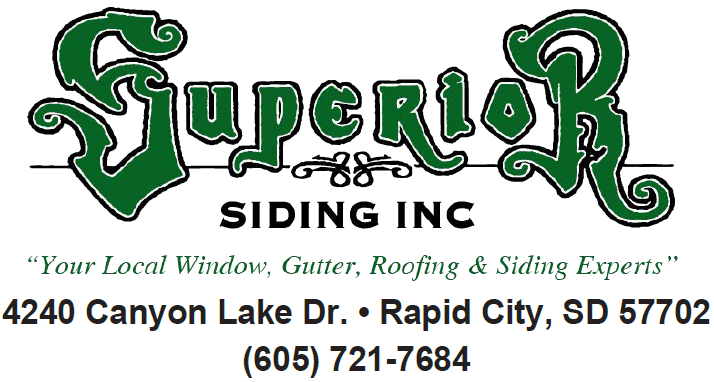 SUPERIOR
SIDING INC
“Your Local Window, Gutter, Roofing & Siding Experts”
4240 Canyon Lake Dr. • Rapid City, SD 57702
(605) 721-7684